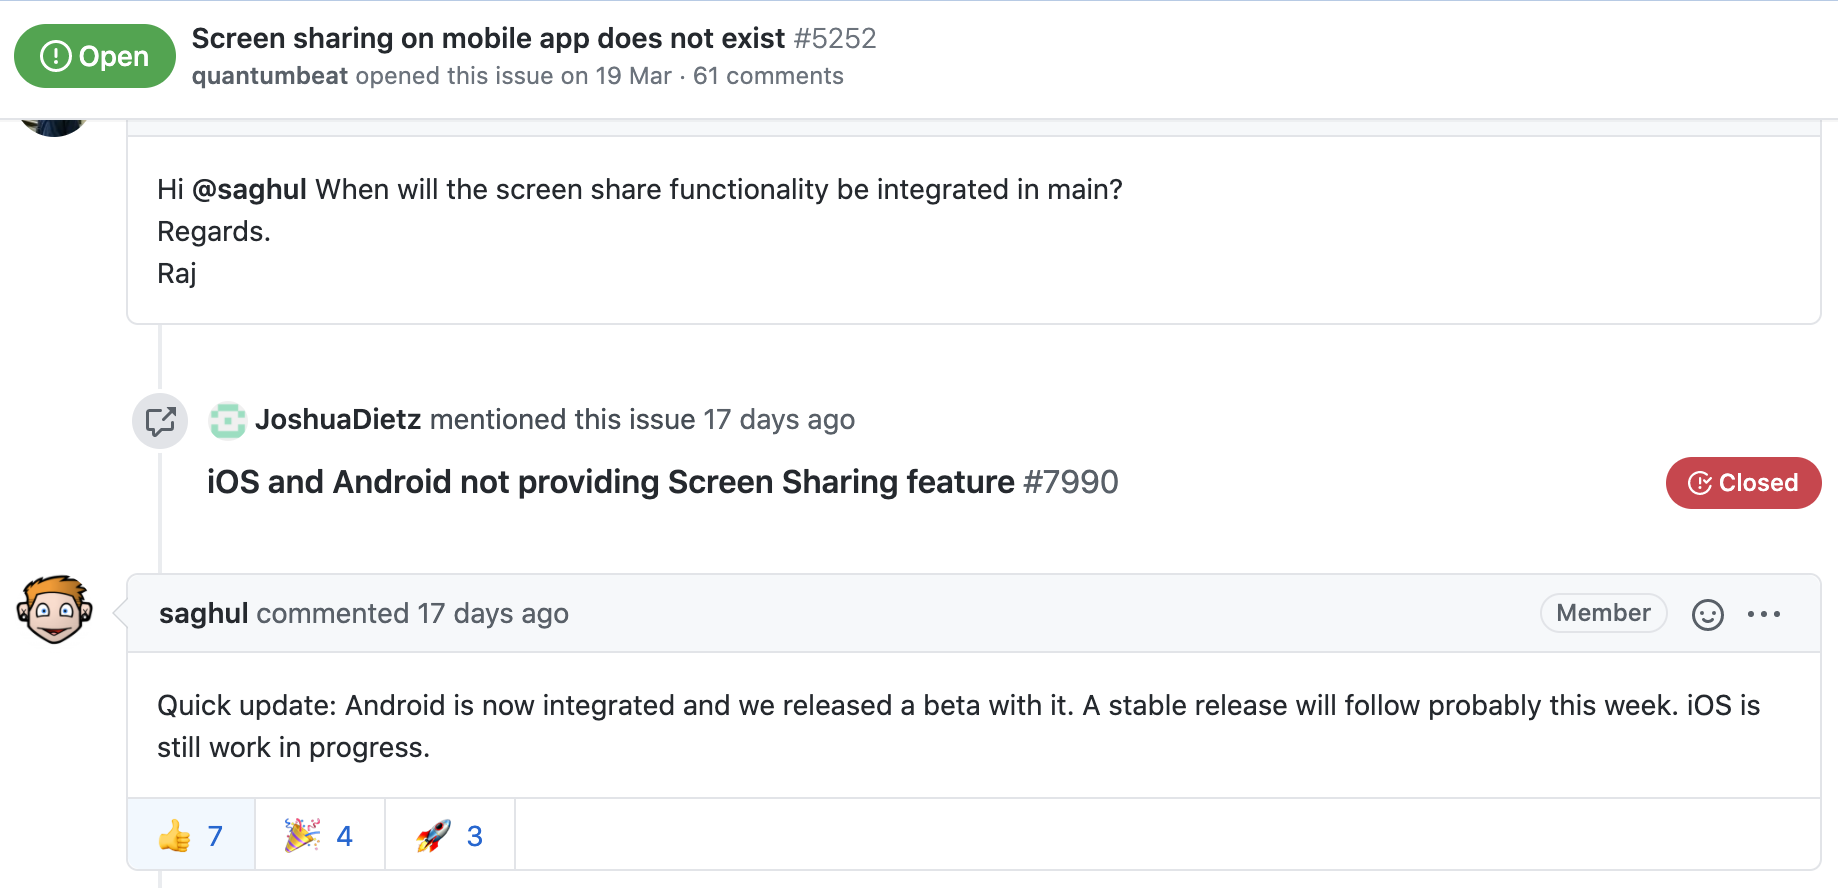 Open
Screen sharing on mobile app does not exist #5252
quantumbeat opened this issue on 19 Mar · 61 comments
Hi @saghul When will the screen share functionality be integrated in main?
Regards.
Raj
JoshuaDietz mentioned this issue 17 days ago
iOS and Android not providing Screen Sharing feature #7990
Closed
saghul commented 17 days ago
Member
Quick update: Android is now integrated and we released a beta with it. A stable release will follow probably this week. iOS is
still work in progress.
👍 7 🎉 4 🚀 3